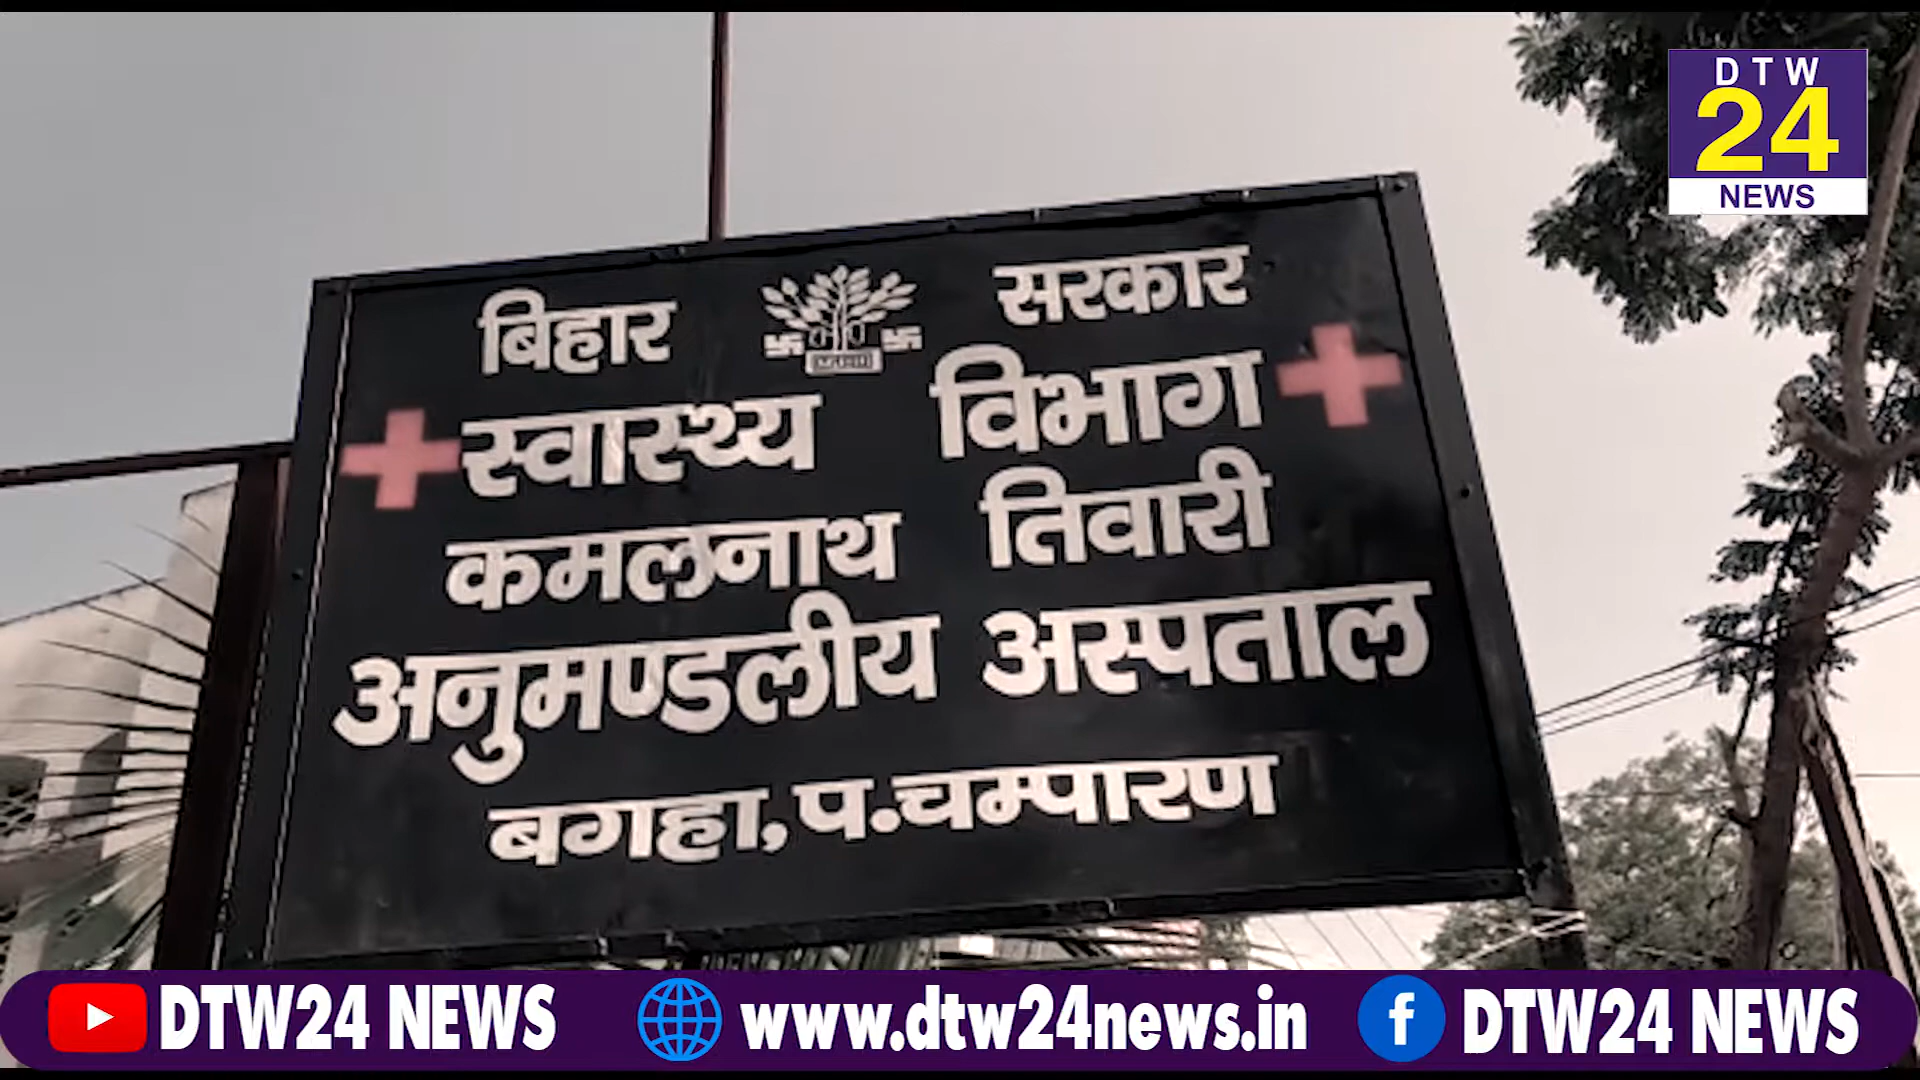 DTW
24
NEWS
बिहार सरकार
स्वास्थ्य विभाग
कमलनाथ तिवारी
अनुमण्डलीय अस्पताल
बगहा, प. चम्पारण
DTW24 NEWS www.dtw24news.in DTW24 NEWS